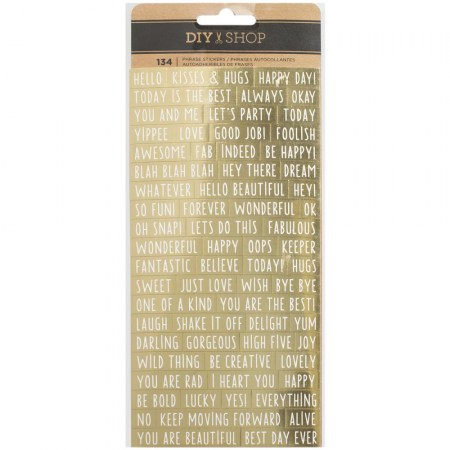 DIY SHOP
134 PHRASE STICKERS / PHRASES AUTOCOLLANTES
AUTOADHESIBLES DE FRASES
HELLO KISSES & HUGS HAPPY DAY!
TODAY IS THE BEST ALWAYS OKAY
YOU AND ME LET'S PARTY TODAY
YIPPEE LOVE GOOD JOB! FOOLISH
AWESOME FAB INDEED BE HAPPY!
BLAH BLAH BLAH HEY THERE DREAM
WHATEVER HELLO BEAUTIFUL HEY!
SO FUN! FOREVER WONDERFUL OK
OH SNAP! LETS DO THIS FABULOUS
WONDERFUL HAPPY OOPS KEEPER
FANTASTIC BELIEVE TODAY! HUGS
SWEET JUST LOVE WISH BYE BYE
ONE OF A KIND YOU ARE THE BEST!
LAUGH SHAKE IT OFF DELIGHT YUM
DARLING GORGEOUS HIGH FIVE JOY
WILD THING BE CREATIVE LOVELY
YOU ARE RAD I HEART YOU HAPPY
BE BOLD LUCKY YES! EVERYTHING
NO KEEP MOVING FORWARD ALIVE
YOU ARE BEAUTIFUL BEST DAY EVER